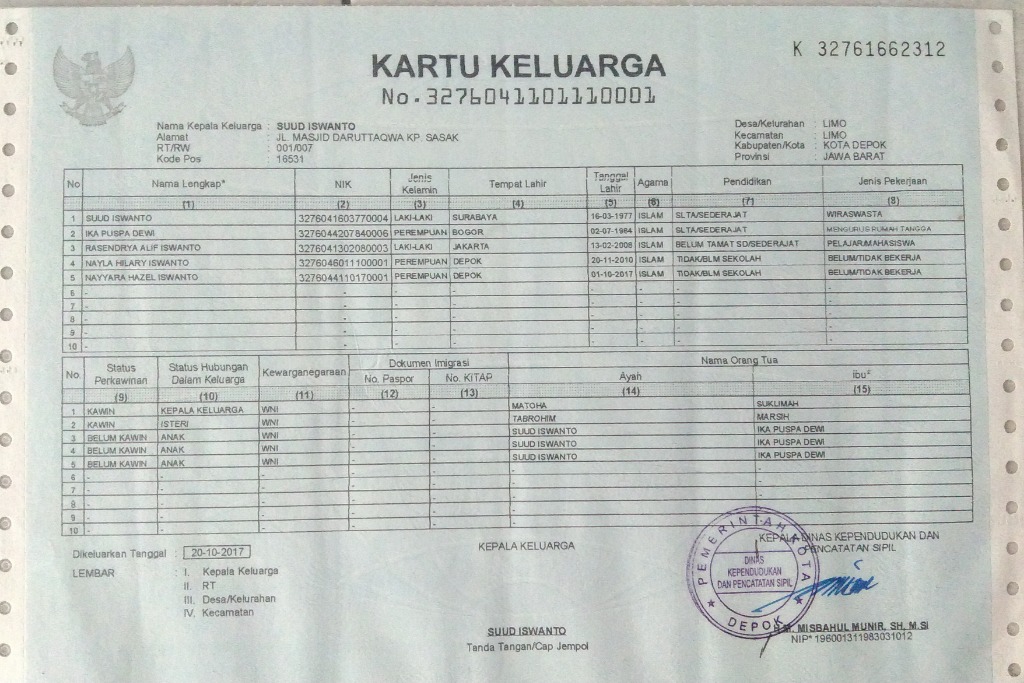 K 32761662312
KARTU KELUARGA
No.3276041101110001
Nama Kepala Keluarga : SUUD ISWANTO
Alamat : JL. MASJID DARUTTAQWA KP. SASAK
RT/RW : 001/007
Kode Pos : 16531
Desa/Kelurahan : LIMO
Kecamatan : LIMO
Kabupaten/Kota : KOTA DEPOK
Provinsi : JAWA BARAT
No Nama Lengkap* NIK Jenis Kelamin Tempat Lahir Tanggal Lahir Agama Pendidikan Jenis Pekerjaan
(1) (2) (3) (4) (5) (6) (7) (8)
1 SUUD ISWANTO 3276041603770004 LAKI-LAKI SURABAYA 16-03-1977 ISLAM SLTA/SEDERAJAT WIRASWASTA
2 IKA PUSPA DEWI 3276044207840006 PEREMPUAN BOGOR 02-07-1984 ISLAM SLTA/SEDERAJAT MENGURUS RUMAH TANGGA
3 RASENDRYA ALIF ISWANTO 3276041302080003 LAKI-LAKI JAKARTA 13-02-2008 ISLAM BELUM TAMAT SD/SEDERAJAT PELAJAR/MAHASISWA
4 NAYLA HILARY ISWANTO 3276046011100001 PEREMPUAN DEPOK 20-11-2010 ISLAM TIDAK/BLM SEKOLAH BELUM/TIDAK BEKERJA
5 NAYYARA HAZEL ISWANTO 3276044110170001 PEREMPUAN DEPOK 01-10-2017 ISLAM TIDAK/BLM SEKOLAH BELUM/TIDAK BEKERJA
6 - - - - - - - -
7 - - - - - - - -
8 - - - - - - - -
9 - - - - - - - -
10 - - - - - - - -
No. Status Perkawinan Status Hubungan Dalam Keluarga Kewarganegaraan Dokumen Imigrasi Nama Orang Tua
No. Paspor No. KITAP Ayah Ibu
(9) (10) (11) (12) (13) (14) (15)
1 KAWIN KEPALA KELUARGA WNI - - MATOHA SUKLIMAH
2 KAWIN ISTERI WNI - - TABROHIM MARSIH
3 BELUM KAWIN ANAK WNI - - SUUD ISWANTO IKA PUSPA DEWI
4 BELUM KAWIN ANAK WNI - - SUUD ISWANTO IKA PUSPA DEWI
5 BELUM KAWIN ANAK WNI - - SUUD ISWANTO IKA PUSPA DEWI
6 - - - - - - -
7 - - - - - - -
8 - - - - - - -
9 - - - - - - -
10 - - - - - - -
Dikeluarkan Tanggal : 20-10-2017
LEMBAR : I. Kepala Keluarga
II. RT
III. Desa/Kelurahan
IV. Kecamatan
KEPALA KELUARGA
SUUD ISWANTO
Tanda Tangan/Cap Jempol
KEPALA DINAS KEPENDUDUKAN DAN
PENCATATAN SIPIL
PEMERINTAH KOTA
DINAS
KEPENDUDUKAN
DAN PENCATATAN SIPIL
DEPOK
MISBAHUL MUNIR, SH, M.SI
NIP* 196001311983031012